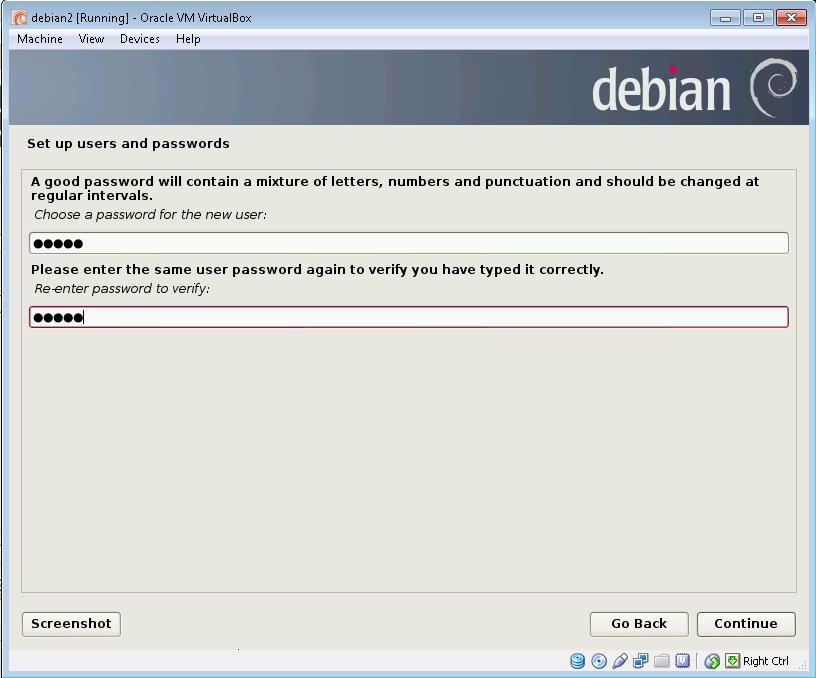 debian2 [Running] - Oracle VM VirtualBox
Machine View Devices Help
debian
Set up users and passwords
A good password will contain a mixture of letters, numbers and punctuation and should be changed at
regular intervals.
Choose a password for the new user:
●●●●●
Please enter the same user password again to verify you have typed it correctly.
Re-enter password to verify:
●●●●●
Screenshot Go Back Continue
Right Ctrl